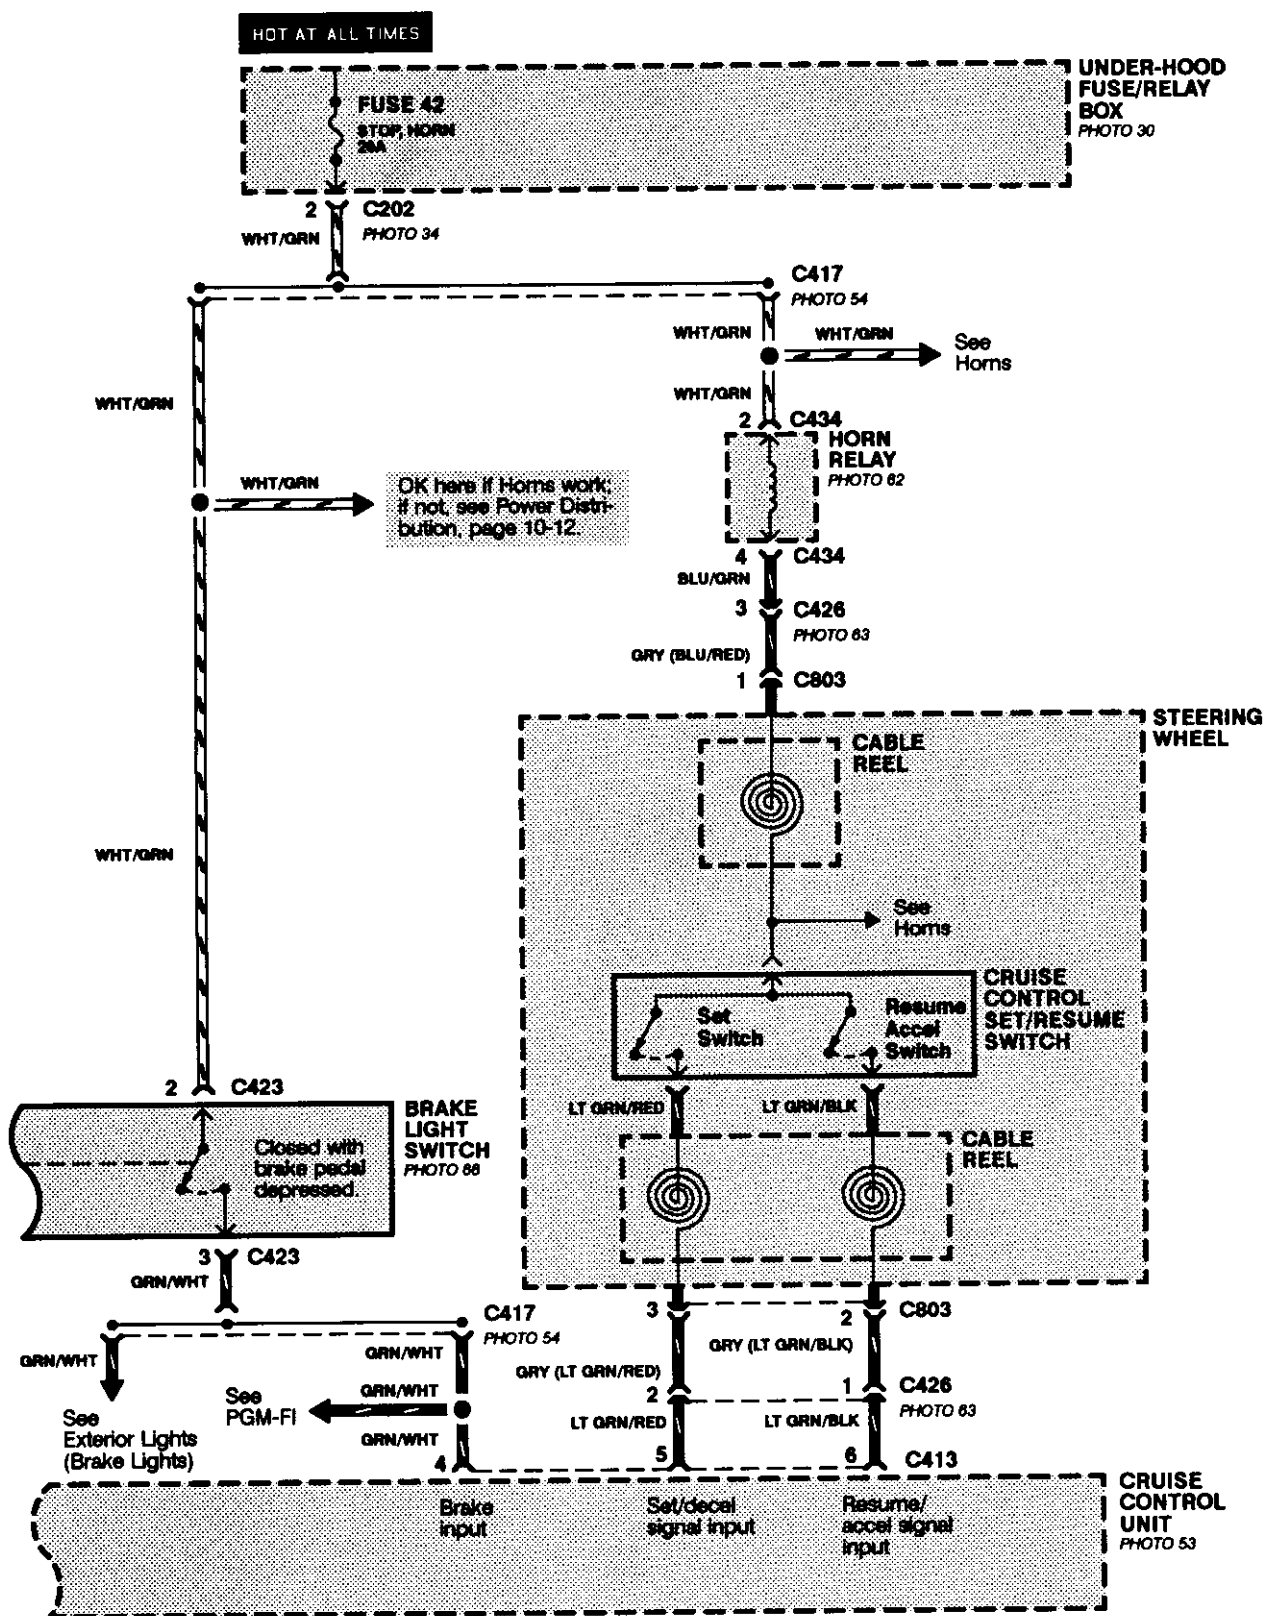 HOT AT ALL TIMES
UNDER-HOOD
FUSE/RELAY
BOX
PHOTO 30
FUSE 42
STOP, HORN
20A
2
C202
PHOTO 34
WHT/GRN
C417
PHOTO 54
WHT/GRN
WHT/GRN
See
Horns
WHT/GRN
WHT/GRN
2
C434
HORN
RELAY
PHOTO 62
WHT/GRN
OK here if Horns work;
if not, see Power Distri-
bution, page 10-12.
4
C434
BLU/GRN
3
C426
PHOTO 63
GRY (BLU/RED)
1
C803
STEERING
WHEEL
CABLE
REEL
WHT/GRN
See
Horns
CRUISE
CONTROL
SET/RESUME
SWITCH
Set
Switch
Resume
Accel
Switch
2
C423
BRAKE
LIGHT
SWITCH
PHOTO 66
Closed with
brake pedal
depressed.
LT GRN/RED
LT GRN/BLK
CABLE
REEL
3
C423
GRN/WHT
3
2
C803
C417
PHOTO 54
GRN/WHT
GRN/WHT
GRY (LT GRN/RED)
GRY (LT GRN/BLK)
See
PGM-FI
GRN/WHT
2
1
C426
PHOTO 63
See
Exterior Lights
(Brake Lights)
GRN/WHT
LT GRN/RED
LT GRN/BLK
4
5
6
C413
CRUISE
CONTROL
UNIT
PHOTO 53
Brake
input
Set/decel
signal input
Resume/
accel signal
input